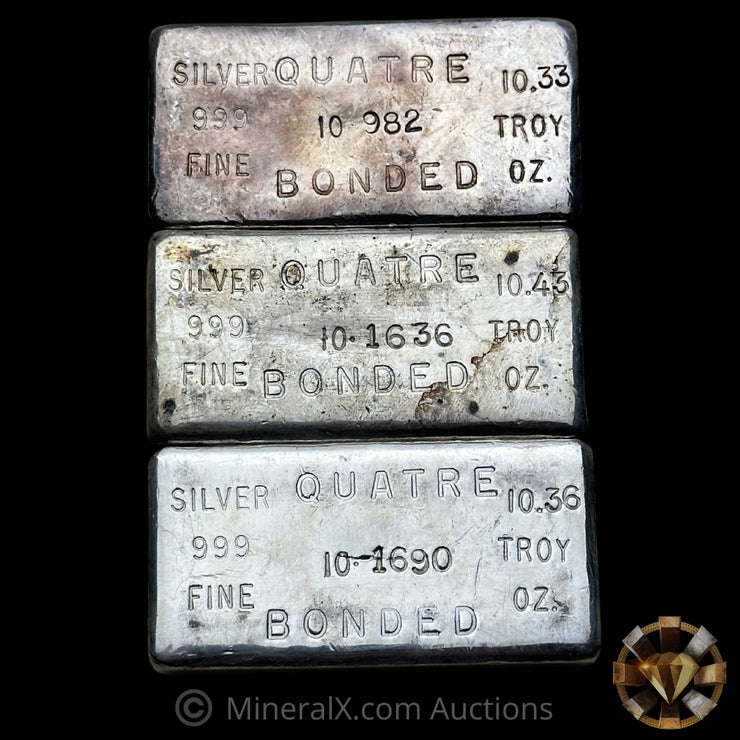 SILVER QUATRE 10.33
999 10-982 TROY
FINE BONDED OZ.
SILVER QUATRE 10.43
999 10-1636 TROY
FINE BONDED OZ.
SILVER QUATRE 10.36
999 10-1690 TROY
FINE BONDED OZ.
© MineralX.com Auctions